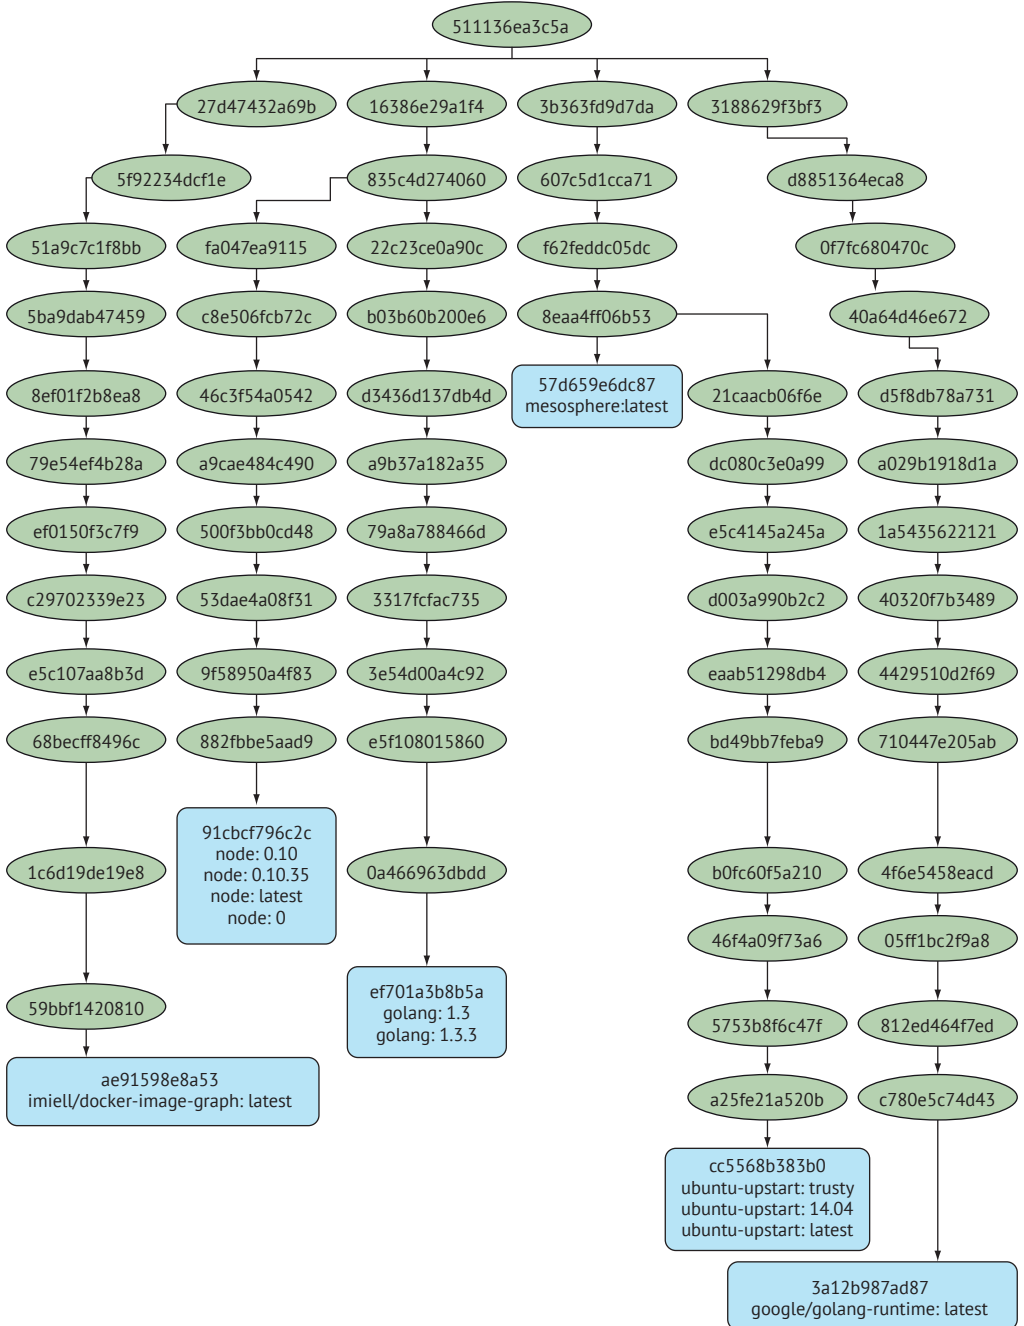 511136ea3c5a
27d47432a69b
16386e29a1f4
3b363fd9d7da
3188629f3bf3
5f92234dcf1e
835c4d274060
607c5d1cca71
d8851364eca8
51a9c7c1f8bb
fa047ea9115
22c23ce0a90c
f62feddc05dc
0f7fc680470c
5ba9dab47459
c8e506fcb72c
b03b60b200e6
8eaa4ff06b53
40a64d46e672
57d659e6dc87
mesosphere:latest
8ef01f2b8ea8
46c3f54a0542
d3436d137db4d
21caacb06f6e
d5f8db78a731
79e54ef4b28a
a9cae484c490
a9b37a182a35
dc080c3e0a99
a029b1918d1a
ef0150f3c7f9
500f3bb0cd48
79a8a788466d
e5c4145a245a
1a5435622121
c29702339e23
53dae4a08f31
3317fcfac735
d003a990b2c2
40320f7b3489
e5c107aa8b3d
9f58950a4f83
3e54d00a4c92
eaab51298db4
4429510d2f69
68becff8496c
882fbbe5aad9
e5f108015860
bd49bb7feba9
710447e205ab
91cbcf796c2c
node: 0.10
node: 0.10.35
node: latest
node: 0
1c6d19de19e8
0a466963dbdd
b0fc60f5a210
4f6e5458eacd
46f4a09f73a6
05ff1bc2f9a8
59bbf1420810
ef701a3b8b5a
golang: 1.3
golang: 1.3.3
5753b8f6c47f
812ed464f7ed
ae91598e8a53
imiell/docker-image-graph: latest
a25fe21a520b
c780e5c74d43
cc5568b383b0
ubuntu-upstart: trusty
ubuntu-upstart: 14.04
ubuntu-upstart: latest
3a12b987ad87
google/golang-runtime: latest